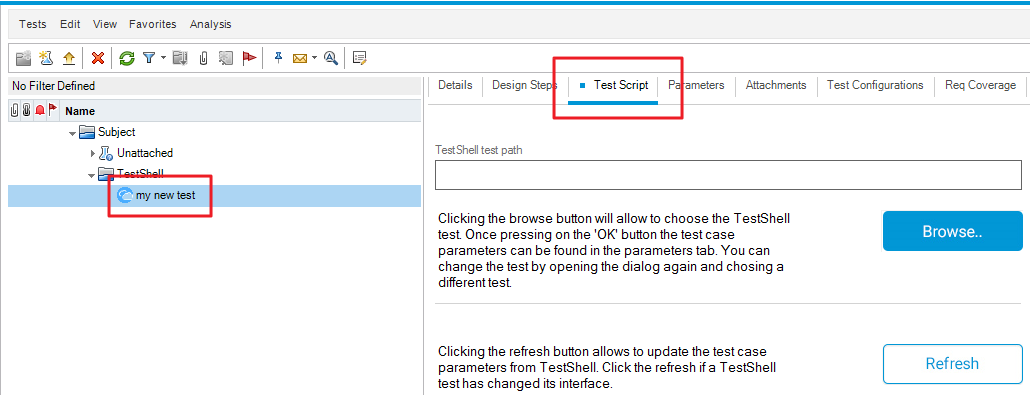 Tests Edit View Favorites Analysis
No Filter Defined
Name
Subject
Unattached
TestShell
my new test
Details Design Steps Test Script Parameters Attachments Test Configurations Req Coverage
TestShell test path
Clicking the browse button will allow to choose the TestShell
test. Once pressing on the 'OK' button the test case
parameters can be found in the parameters tab. You can
change the test by opening the dialog again and chosing a
different test.
Browse..
Clicking the refresh button allows to update the test case
parameters from TestShell. Click the refresh if a TestShell
test has changed its interface.
Refresh